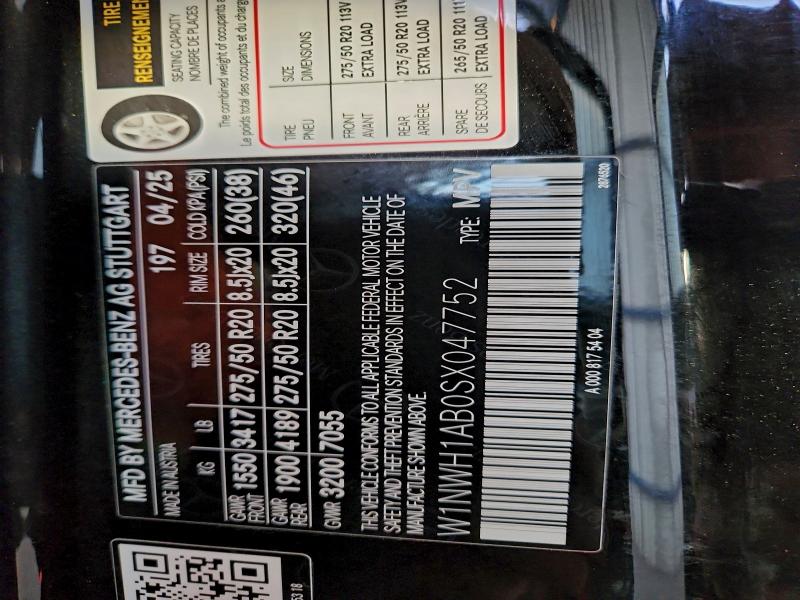 MFD BY MERCEDES-BENZ AG STUTTGART
MADE IN AUSTRIA 197 04/25
KG LB TIRES RIM SIZE COLD KPA(PSI)
GAWR FRONT 1550 3417 275/50 R20 8.5Jx20 260(38)
GAWR REAR 1900 4189 275/50 R20 8.5Jx20 320(46)
GVWR 3200 7055
THIS VEHICLE CONFORMS TO ALL APPLICABLE FEDERAL MOTOR VEHICLE
SAFETY AND THEFT PREVENTION STANDARDS IN EFFECT ON THE DATE OF
MANUFACTURE SHOWN ABOVE.
W1NWH1AB0SX047752 TYPE: MPV
A 000 817 54 04
TIRE
RENSEIGNEMEN
SEATING CAPACITY
NOMBRE DE PLACES
The combined weight of occupants a
Le poids total des occupants et du charg
TIRE SIZE
PNEU DIMENSIONS
FRONT 275/50 R20 113V
AVANT EXTRA LOAD
REAR 275/50 R20 113V
ARRIÈRE EXTRA LOAD
SPARE 265/50 R20 111
DE SECOURS EXTRA LOAD
53 18